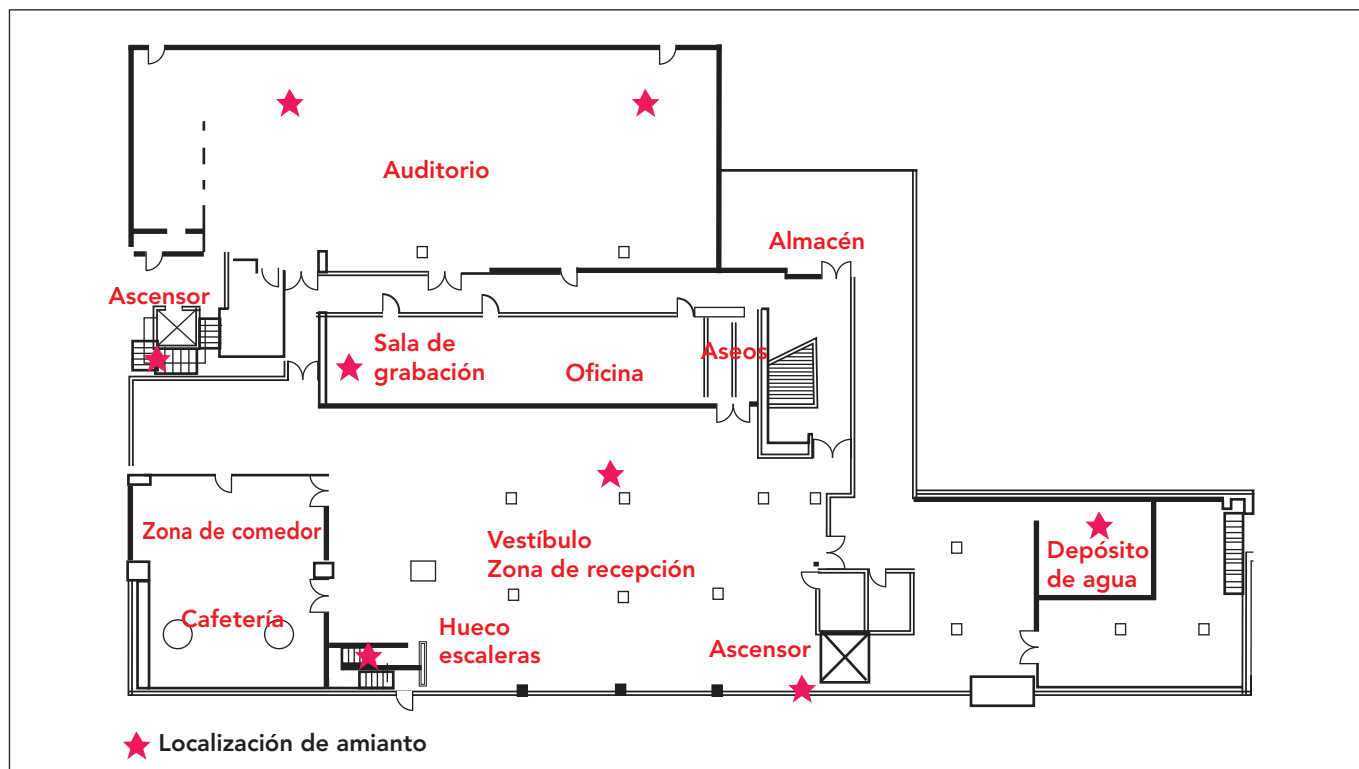 Auditorio
Almacén
Ascensor
Sala de
grabación
Oficina
Aseos
Zona de comedor
Vestíbulo
Zona de recepción
Depósito
de agua
Cafetería
Hueco
escaleras
Ascensor
Localización de amianto